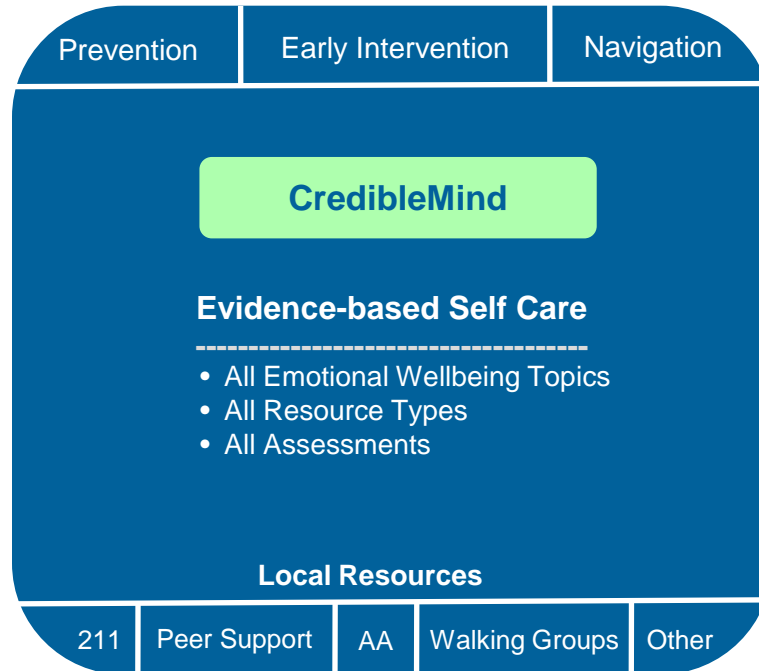 Prevention Early Intervention Navigation
CredibleMind
Evidence-based Self Care
------------------------------------
• All Emotional Wellbeing Topics
• All Resource Types
• All Assessments
Local Resources
211 Peer Support AA Walking Groups Other